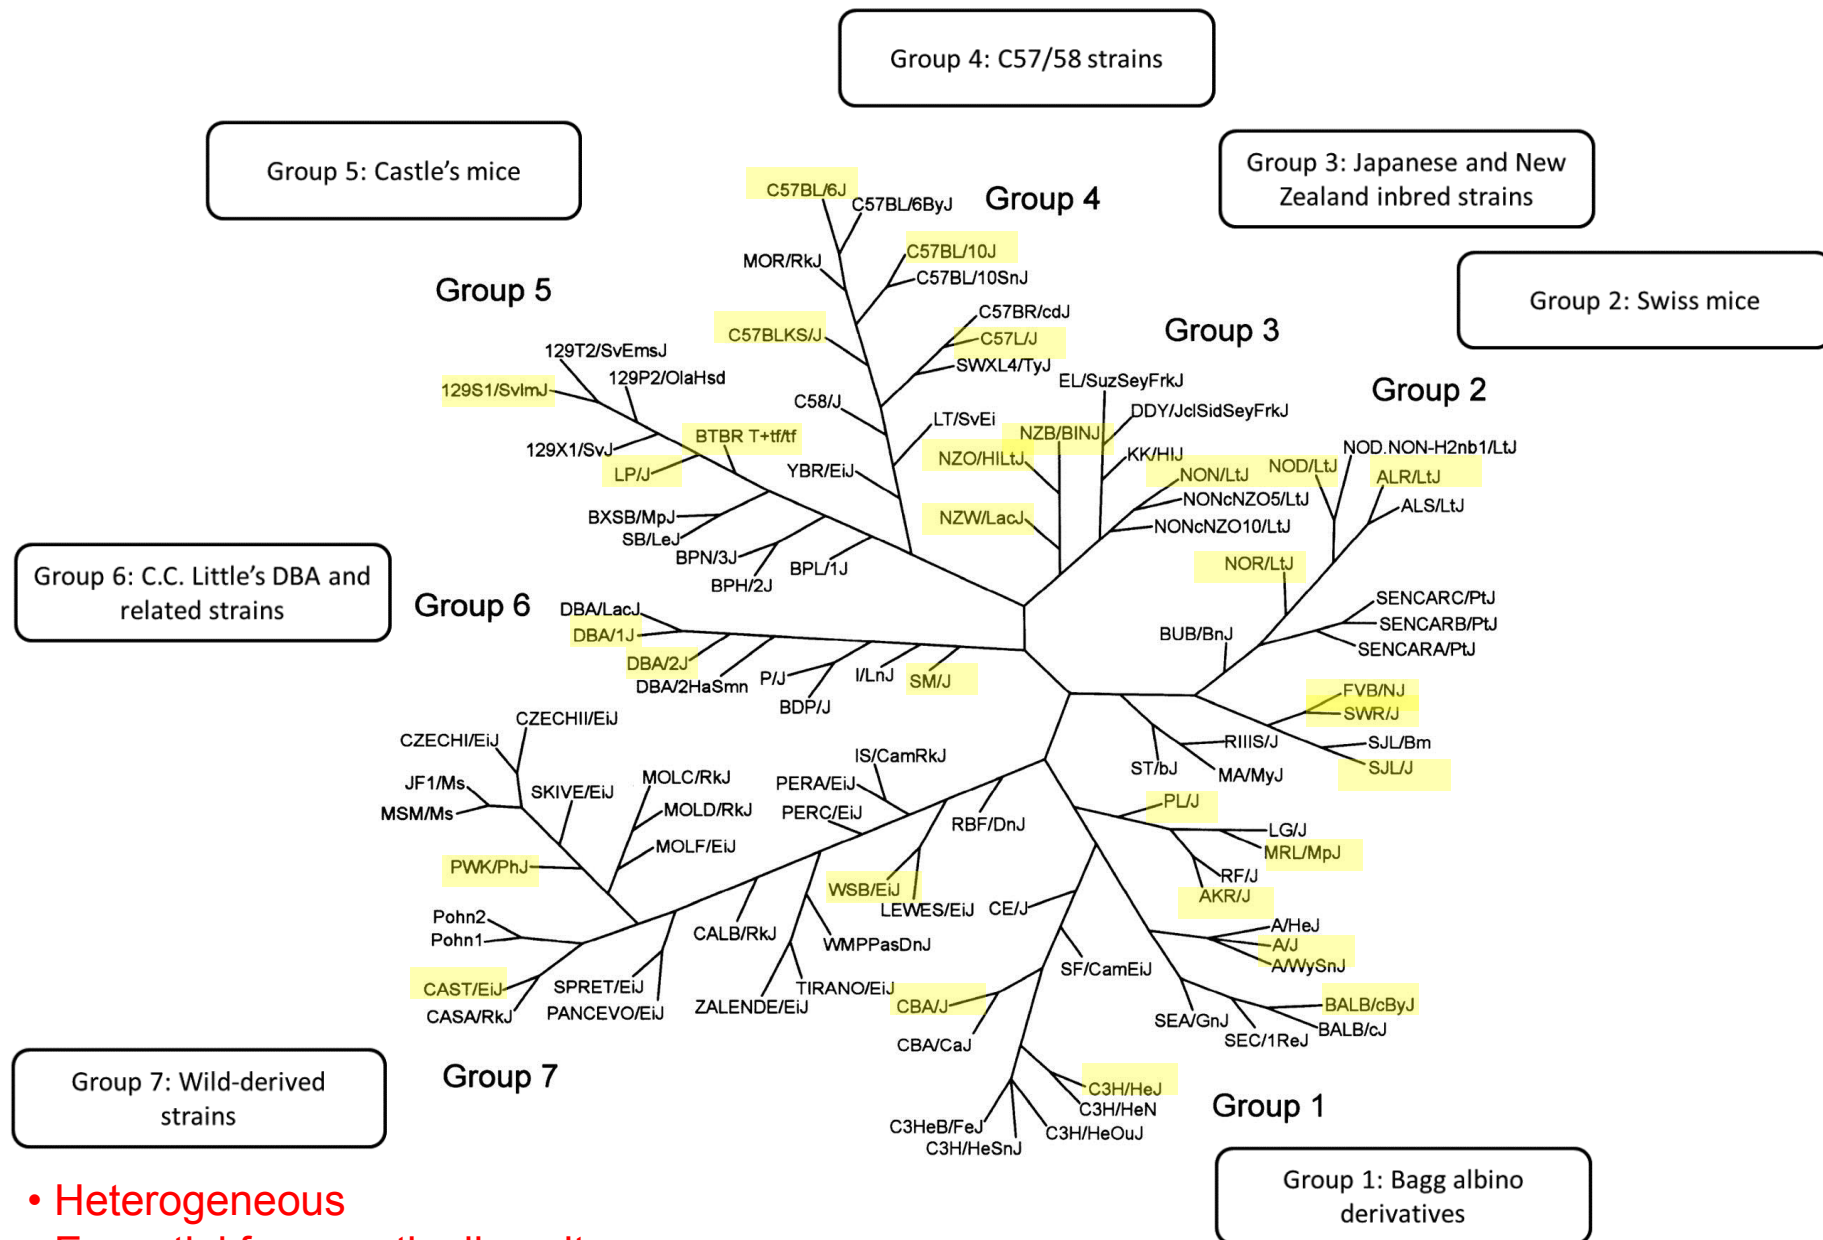 Group 4: C57/58 strains
Group 5: Castle's mice
Group 3: Japanese and New
Zealand inbred strains
Group 2: Swiss mice
Group 4
C57BL/6J
C57BL/6ByJ
C57BL/10J
C57BL/10SnJ
MOR/RkJ
C57BR/cdJ
C57L/J
SWXL4/TyJ
C57BLKS/J
C58/J
LT/SvEi
YBR/EiJ
Group 5
129T2/SvEmsJ
129P2/OlaHsd
129S1/SvImJ
129X1/SvJ
BTBR T+tf/tf
LP/J
BXSB/MpJ
SB/LeJ
BPN/3J
BPH/2J
BPL/1J
Group 3
EL/SuzSeyFrkJ
DDY/JclSidSeyFrkJ
NZB/BINJ
NZO/HILtJ
KK/HIJ
NON/LtJ
NONcNZO5/LtJ
NONcNZO10/LtJ
NZW/LacJ
Group 2
NOD.NON-H2nb1/LtJ
NOD/LtJ
ALR/LtJ
ALS/LtJ
NOR/LtJ
SENCARC/PtJ
SENCARB/PtJ
SENCARA/PtJ
BUB/BnJ
FVB/NJ
SWR/J
SJL/Bm
SJL/J
RIIIS/J
ST/bJ
MA/MyJ
Group 6: C.C. Little's DBA and
related strains
Group 6
DBA/LacJ
DBA/1J
DBA/2J
DBA/2HaSmn
P/J
BDP/J
I/LnJ
SM/J
CZECHII/EiJ
CZECHI/EiJ
JF1/Ms
MSM/Ms
SKIVE/EiJ
MOLC/RkJ
MOLD/RkJ
MOLF/EiJ
PWK/PhJ
Pohn2
Pohn1
CAST/EiJ
CASA/RkJ
SPRET/EiJ
PANCEVO/EiJ
CALB/RkJ
ZALENDE/EiJ
TIRANO/EiJ
WMPPasDnJ
IS/CamRkJ
PERA/EiJ
PERC/EiJ
WSB/EiJ
LEWES/EiJ
RBF/DnJ
Group 7
Group 7: Wild-derived
strains
PL/J
LG/J
MRL/MpJ
RF/J
AKR/J
A/HeJ
A/J
A/WySnJ
BALB/cByJ
BALB/cJ
SEA/GnJ
SEC/1ReJ
CE/J
SF/CamEiJ
CBA/J
CBA/CaJ
C3H/HeJ
C3H/HeN
C3H/HeOuJ
C3HeB/FeJ
C3H/HeSnJ
Group 1
Group 1: Bagg albino
derivatives
• Heterogeneous